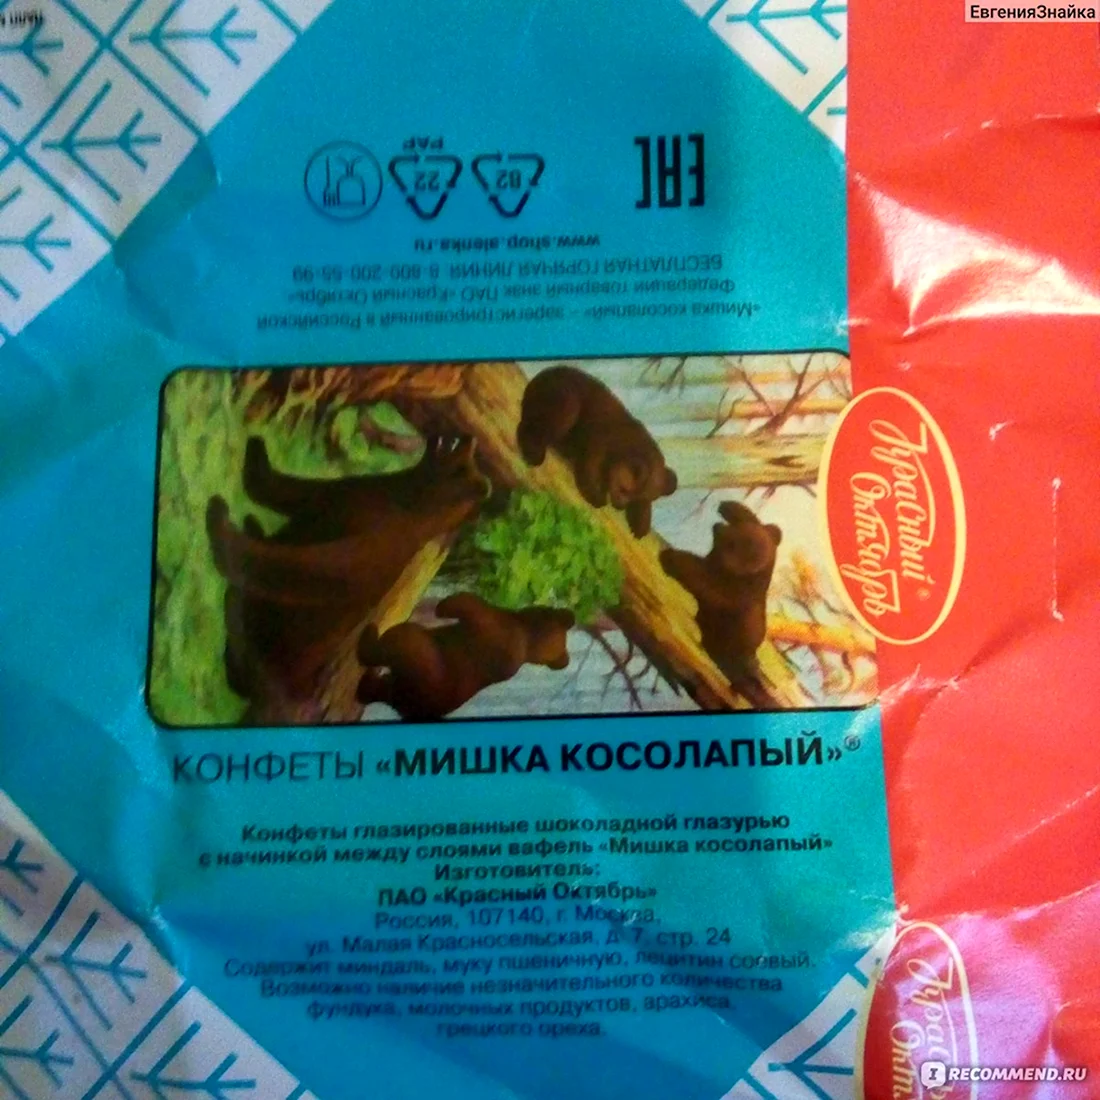 ЕвгенияЗнайка
22
PAP
82
EAC
www.shop.alenka.ru
БЕСПЛАТНАЯ ГОРЯЧАЯ ЛИНИЯ 8-800-200-55-99
«Мишка косолапый» - зарегистрированный в Российской
Федерации товарный знак ПАО «Красный Октябрь»
Красный
Октябрь®
КОНФЕТЫ «МИШКА КОСОЛАПЫЙ»®
Конфеты глазированные шоколадной глазурью
с начинкой между слоями вафель «Мишка косолапый»
Изготовитель:
ПАО «Красный Октябрь»
Россия, 107140, г. Москва,
ул. Малая Красносельская, д. 7, стр. 24
Содержит миндаль, муку пшеничную, лецитин соевый.
Возможно наличие незначительного количества
фундука, молочных продуктов, арахиса,
грецкого ореха.
IRECOMMEND.RU